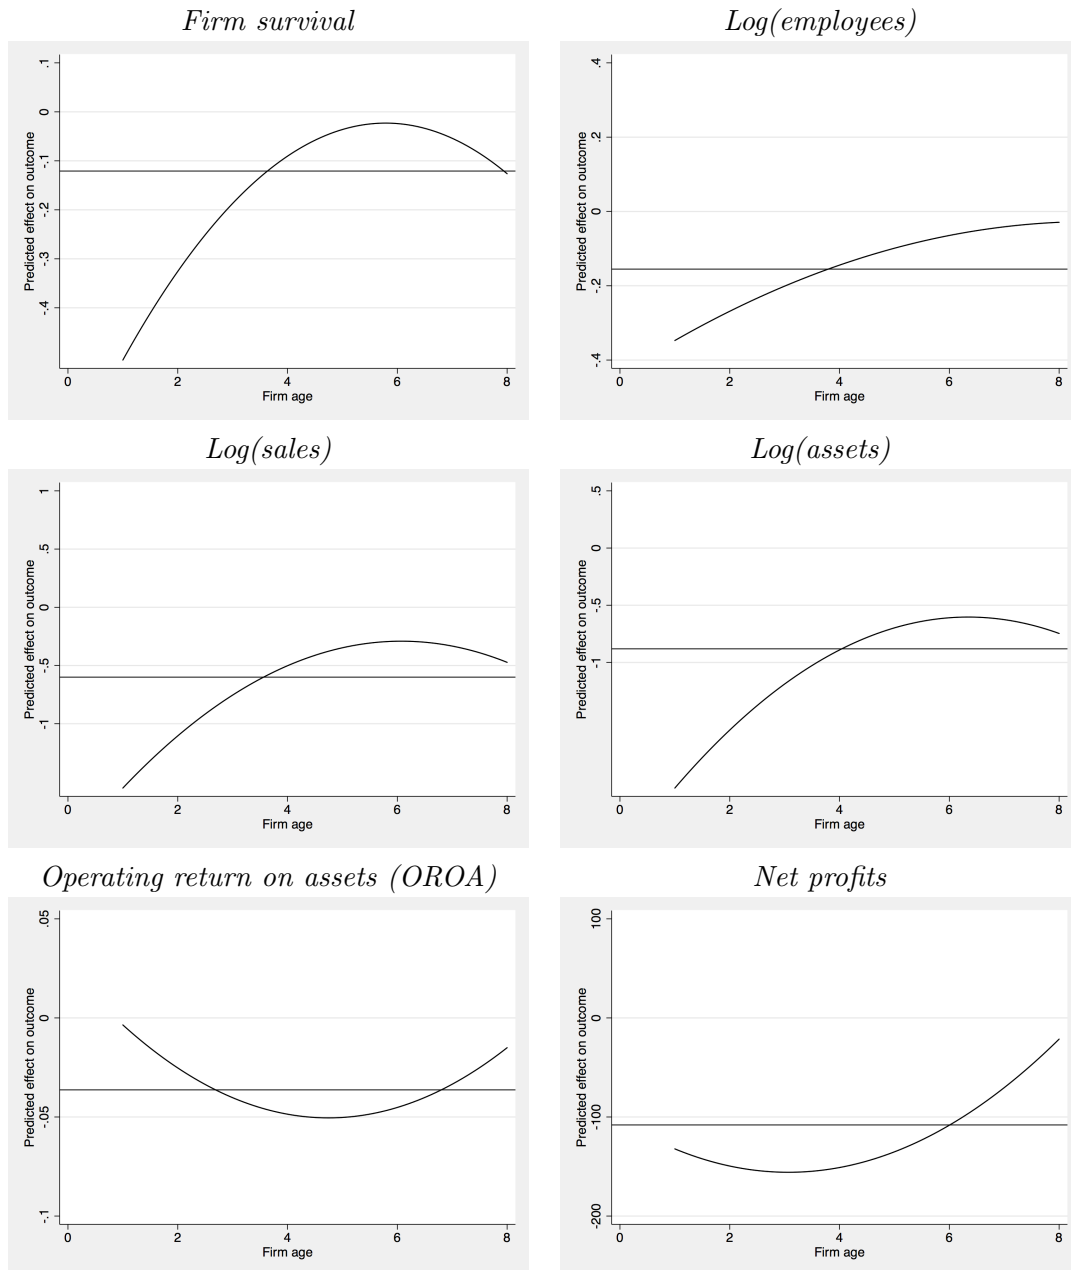 Firm survival
Predicted effect on outcome
.1
0
-.1
-.2
-.3
-.4
0 2 4 6 8
Firm age
Log(employees)
Predicted effect on outcome
.4
.2
0
-.2
-.4
0 2 4 6 8
Firm age
Log(sales)
Predicted effect on outcome
1
.5
0
-.5
-1
0 2 4 6 8
Firm age
Log(assets)
Predicted effect on outcome
.5
0
-.5
-1
0 2 4 6 8
Firm age
Operating return on assets (OROA)
Predicted effect on outcome
.05
0
-.05
-.1
0 2 4 6 8
Firm age
Net profits
Predicted effect on outcome
100
0
-100
-200
0 2 4 6 8
Firm age